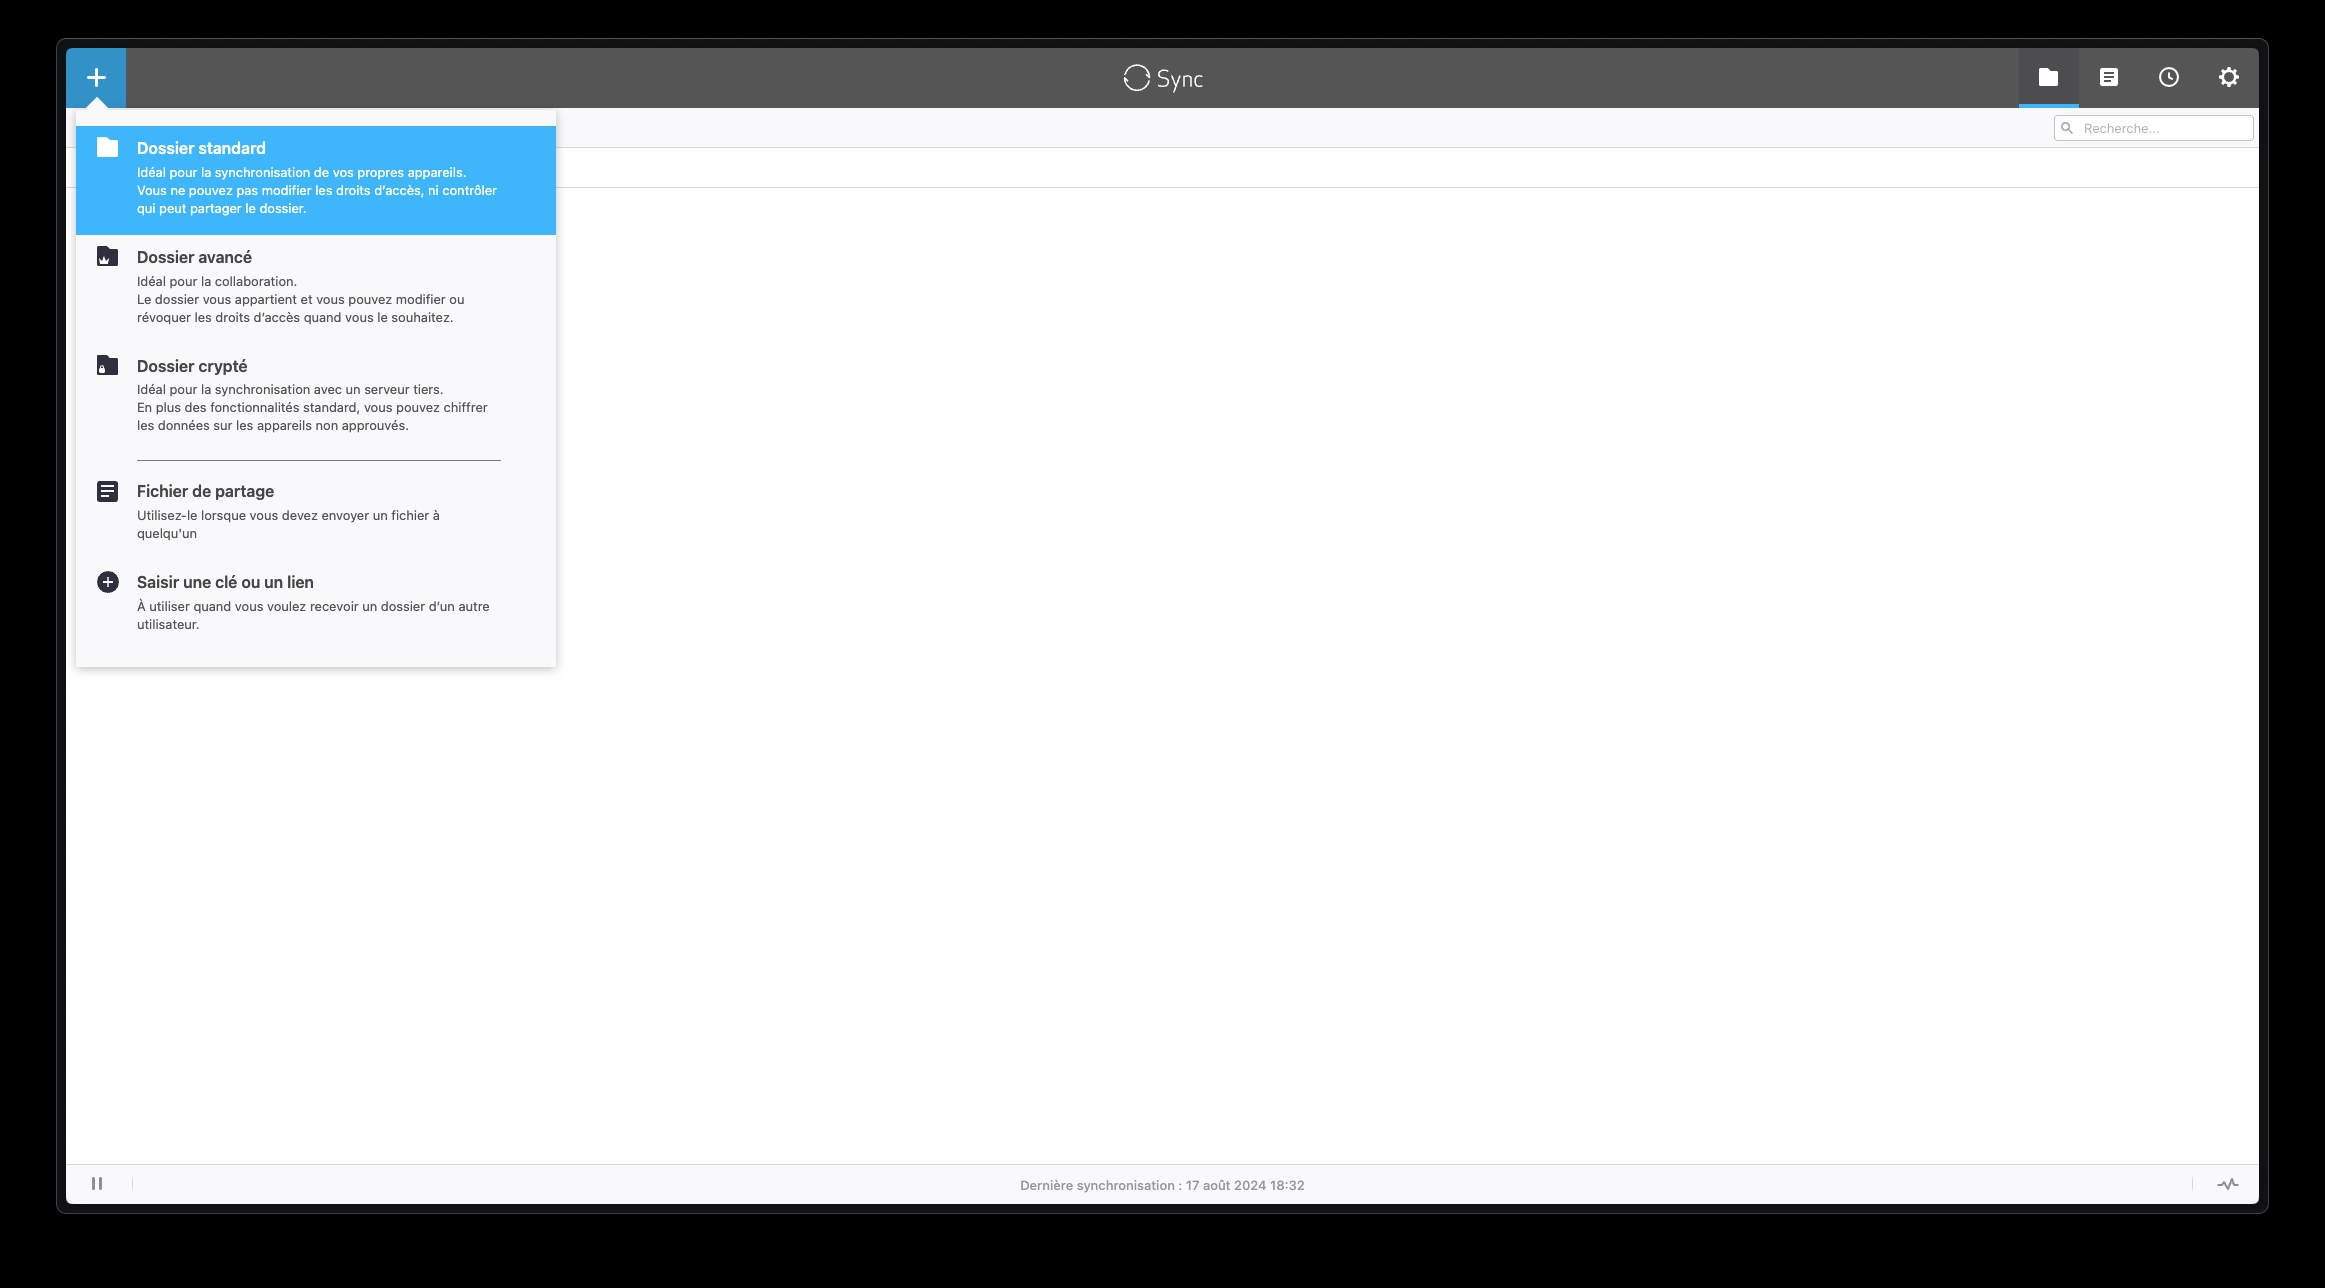 Sync
Recherche...
Dossier standard
Idéal pour la synchronisation de vos propres appareils.
Vous ne pouvez pas modifier les droits d’accès, ni contrôler
qui peut partager le dossier.
Dossier avancé
Idéal pour la collaboration.
Le dossier vous appartient et vous pouvez modifier ou
révoquer les droits d’accès quand vous le souhaitez.
Dossier crypté
Idéal pour la synchronisation avec un serveur tiers.
En plus des fonctionnalités standard, vous pouvez chiffrer
les données sur les appareils non approuvés.
Fichier de partage
Utilisez-le lorsque vous devez envoyer un fichier à
quelqu'un
Saisir une clé ou un lien
À utiliser quand vous voulez recevoir un dossier d’un autre
utilisateur.
Dernière synchronisation : 17 août 2024 18:32